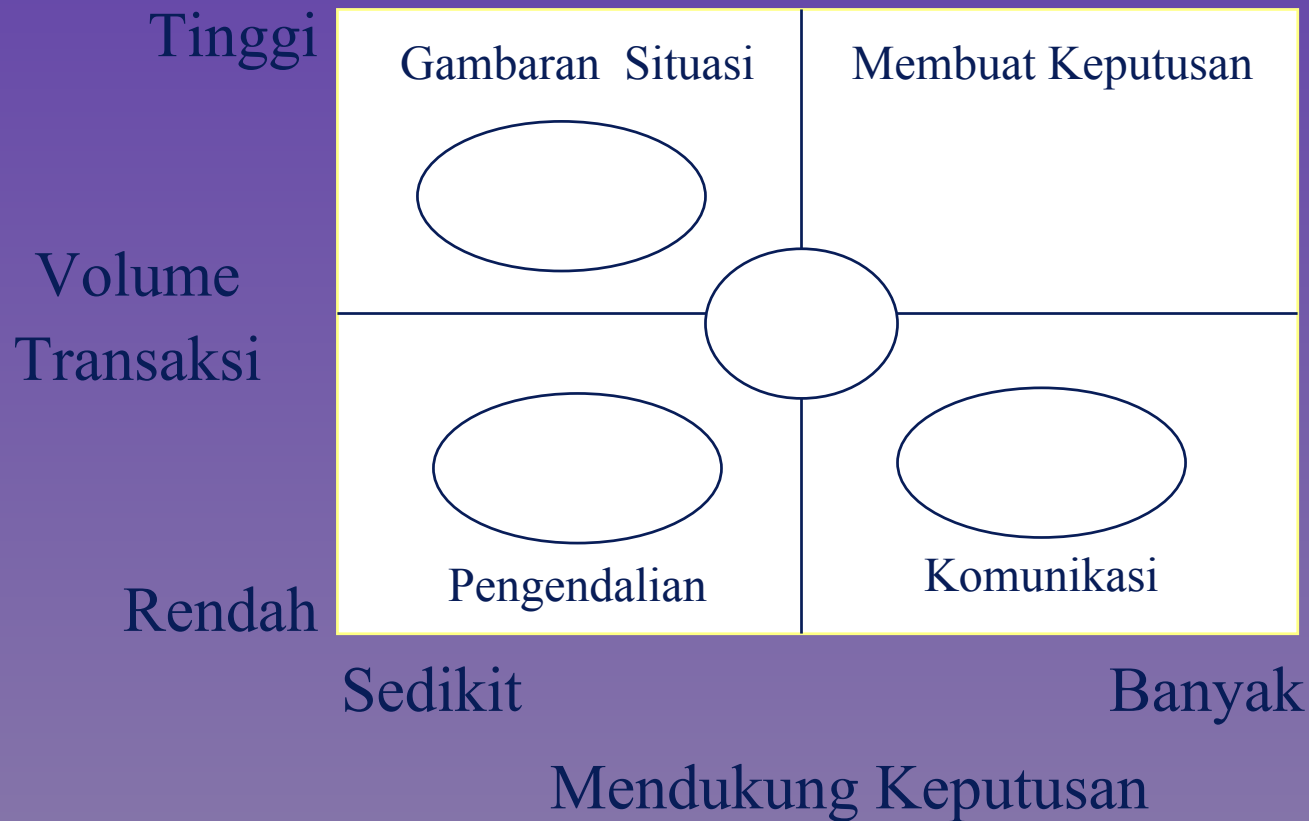 Tinggi
Gambaran Situasi
Membuat Keputusan
Volume
Transaksi
Pengendalian
Komunikasi
Rendah
Sedikit
Banyak
Mendukung Keputusan